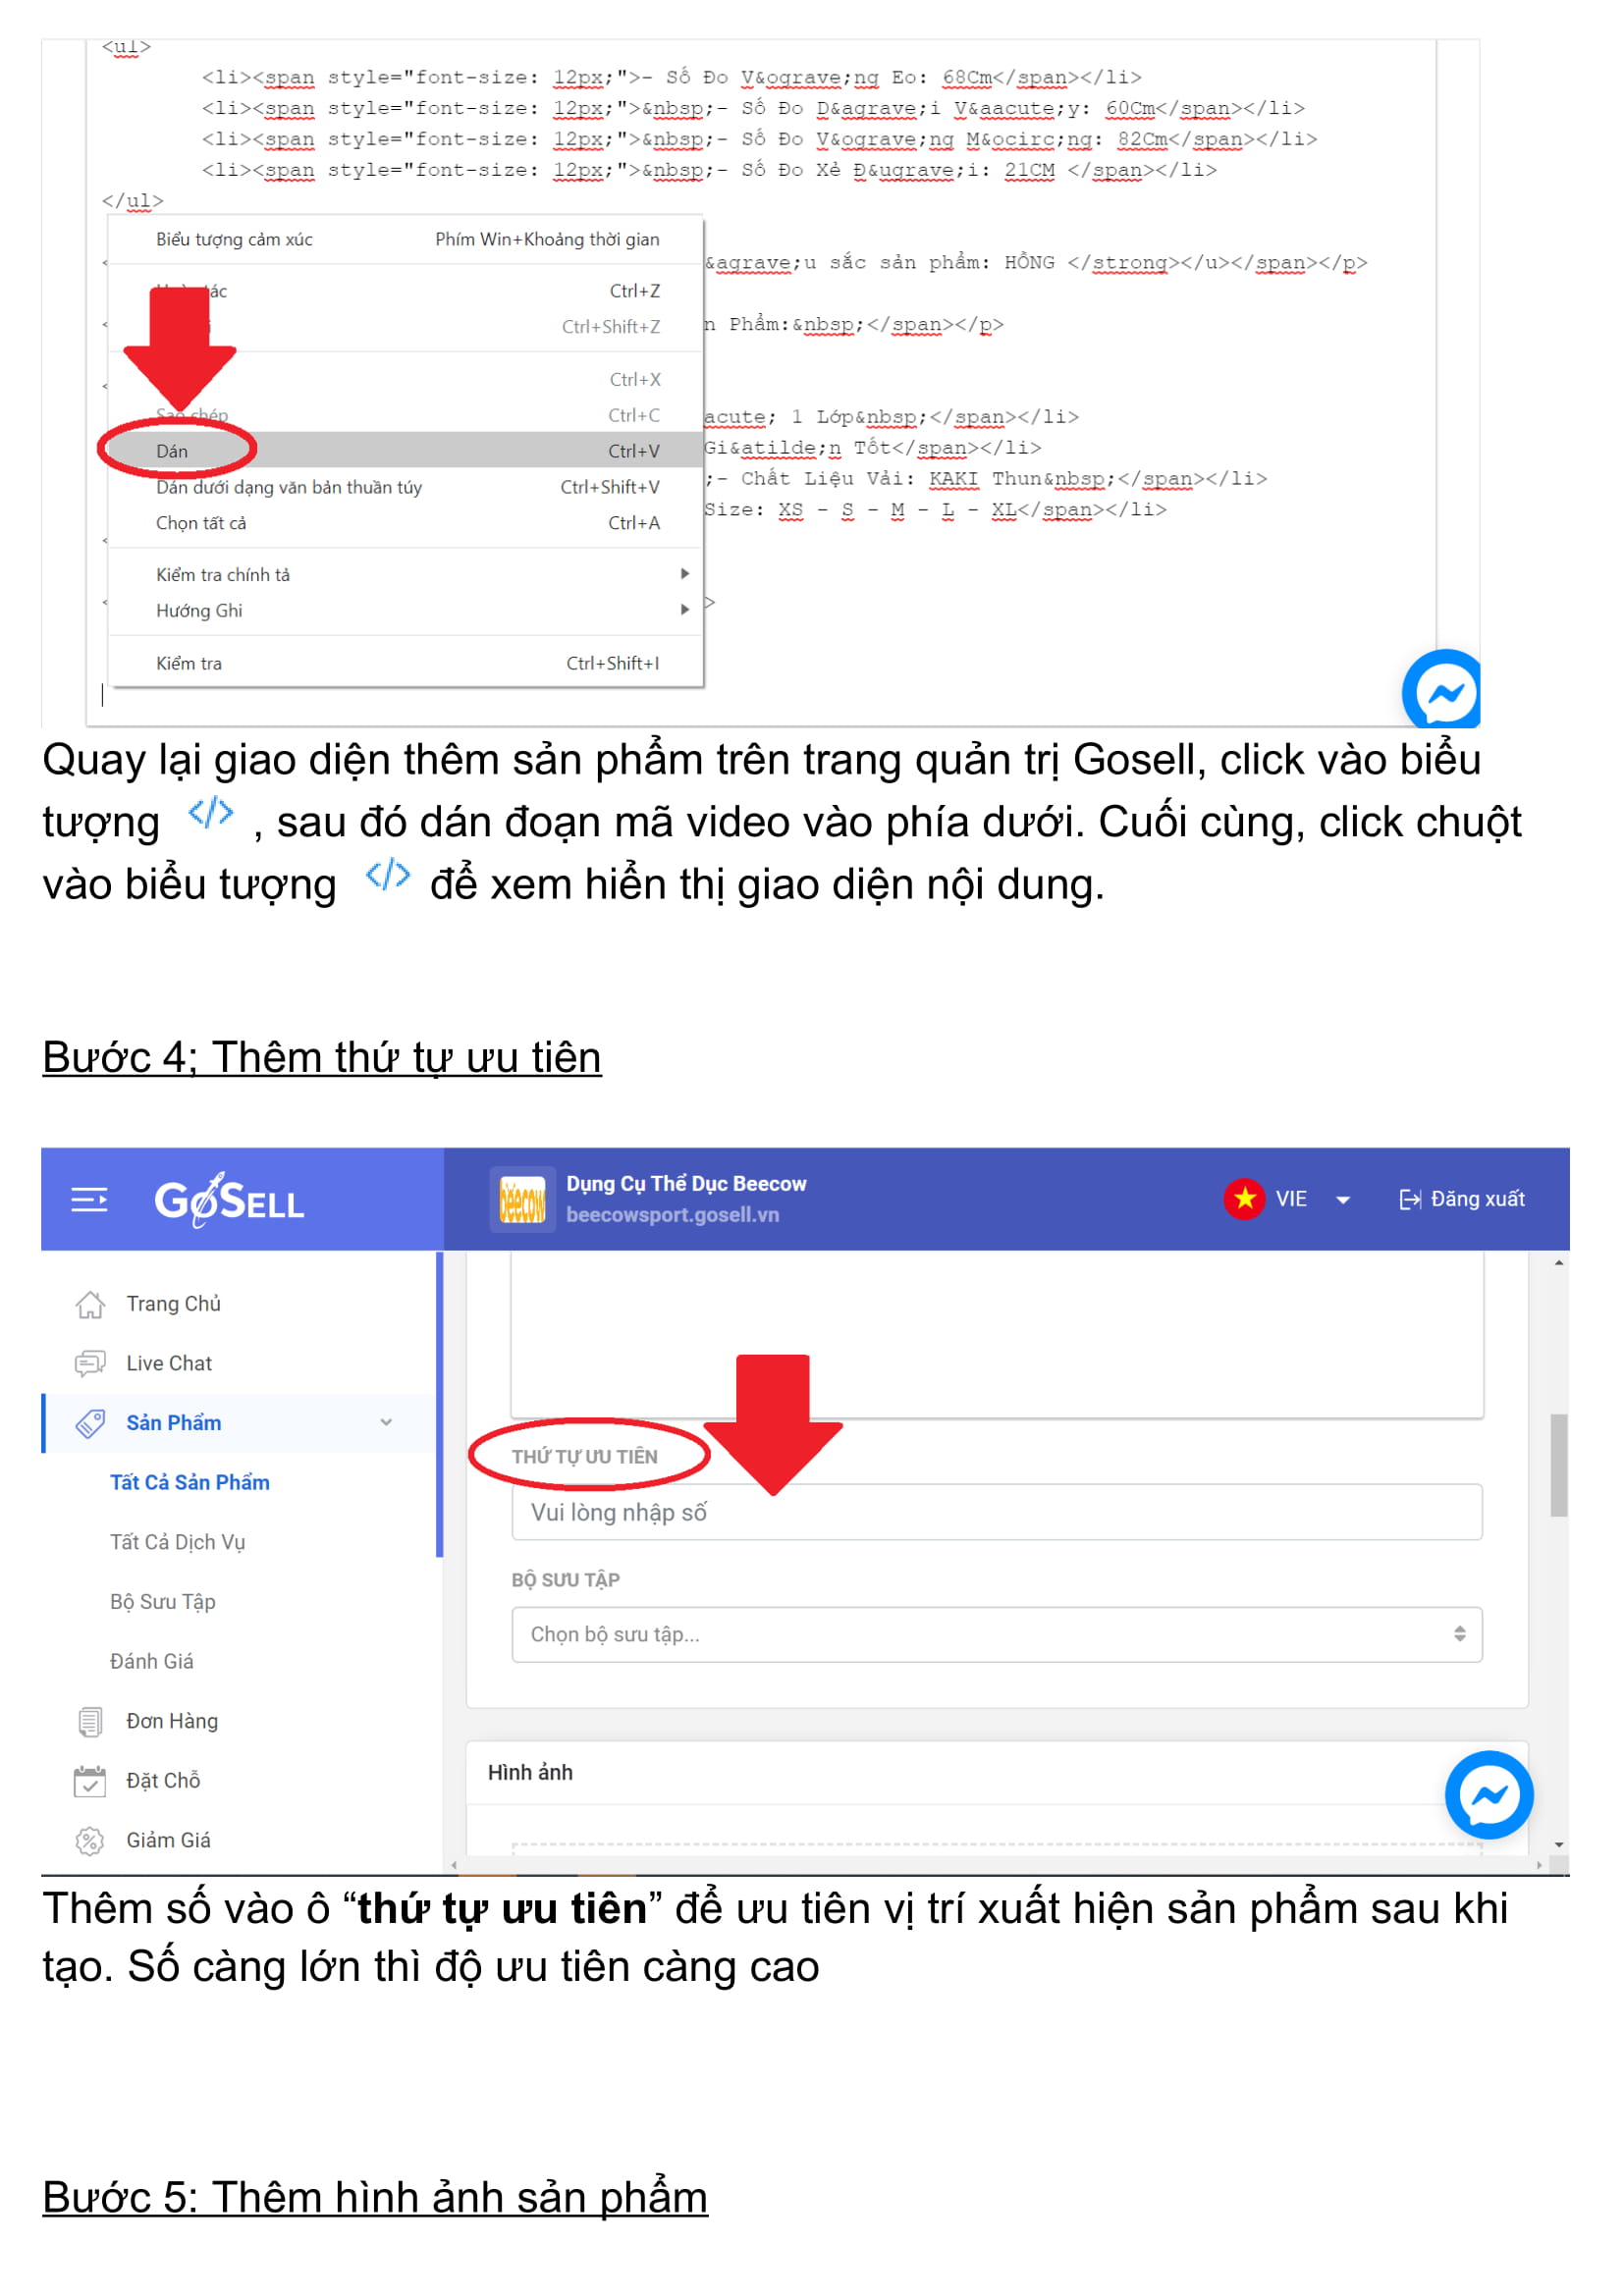 <ul>
<li><span style="font-size: 12px;">- Số Đo V&ograve;ng Eo: 68Cm</span></li>
<li><span style="font-size: 12px;">&nbsp;- Số Đo D&agrave;i V&aacute;y: 60Cm</span></li>
<li><span style="font-size: 12px;">&nbsp;- Số Đo V&ograve;ng M&ocirc;ng: 82Cm</span></li>
<li><span style="font-size: 12px;">&nbsp;- Số Đo Xẻ Đ&ugrave;i: 21CM </span></li>
</ul>
Biểu tượng cảm xúc Phím Win+Khoảng thời gian
&agrave;u sắc sản phẩm: HỒNG </strong></u></span></p>
tác Ctrl+Z
Ctrl+Shift+Z
n Phẩm:&nbsp;</span></p>
Ctrl+X
Sao chép Ctrl+C
acute; 1 Lớp&nbsp;</span></li>
Dán Ctrl+V
Gi&atilde;n Tốt</span></li>
Dán dưới dạng văn bản thuần túy Ctrl+Shift+V
;- Chất Liệu Vải: KAKI Thun&nbsp;</span></li>
Chọn tất cả Ctrl+A
Size: XS - S - M - L - XL</span></li>
Kiểm tra chính tả
Hướng Ghi
>
Kiểm tra Ctrl+Shift+I
Quay lại giao diện thêm sản phẩm trên trang quản trị Gosell, click vào biểu
tượng </> , sau đó dán đoạn mã video vào phía dưới. Cuối cùng, click chuột
vào biểu tượng </> để xem hiển thị giao diện nội dung.
Bước 4; Thêm thứ tự ưu tiên
GoSELL
beecow
Dụng Cụ Thể Dục Beecow
beecowsport.gosell.vn
VIE
Đăng xuất
Trang Chủ
Live Chat
Sản Phẩm
Tất Cả Sản Phẩm
Tất Cả Dịch Vụ
Bộ Sưu Tập
Đánh Giá
Đơn Hàng
Đặt Chỗ
Giảm Giá
THỨ TỰ ƯU TIÊN
Vui lòng nhập số
BỘ SƯU TẬP
Chọn bộ sưu tập...
Hình ảnh
Thêm số vào ô “thứ tự ưu tiên” để ưu tiên vị trí xuất hiện sản phẩm sau khi
tạo. Số càng lớn thì độ ưu tiên càng cao
Bước 5: Thêm hình ảnh sản phẩm